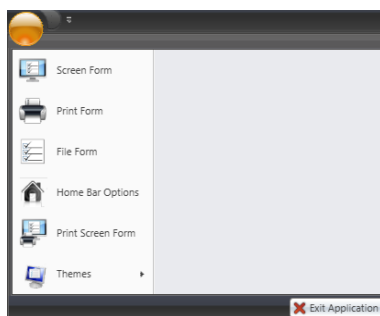 Screen Form
Print Form
File Form
Home Bar Options
Print Screen Form
Themes
Exit Application